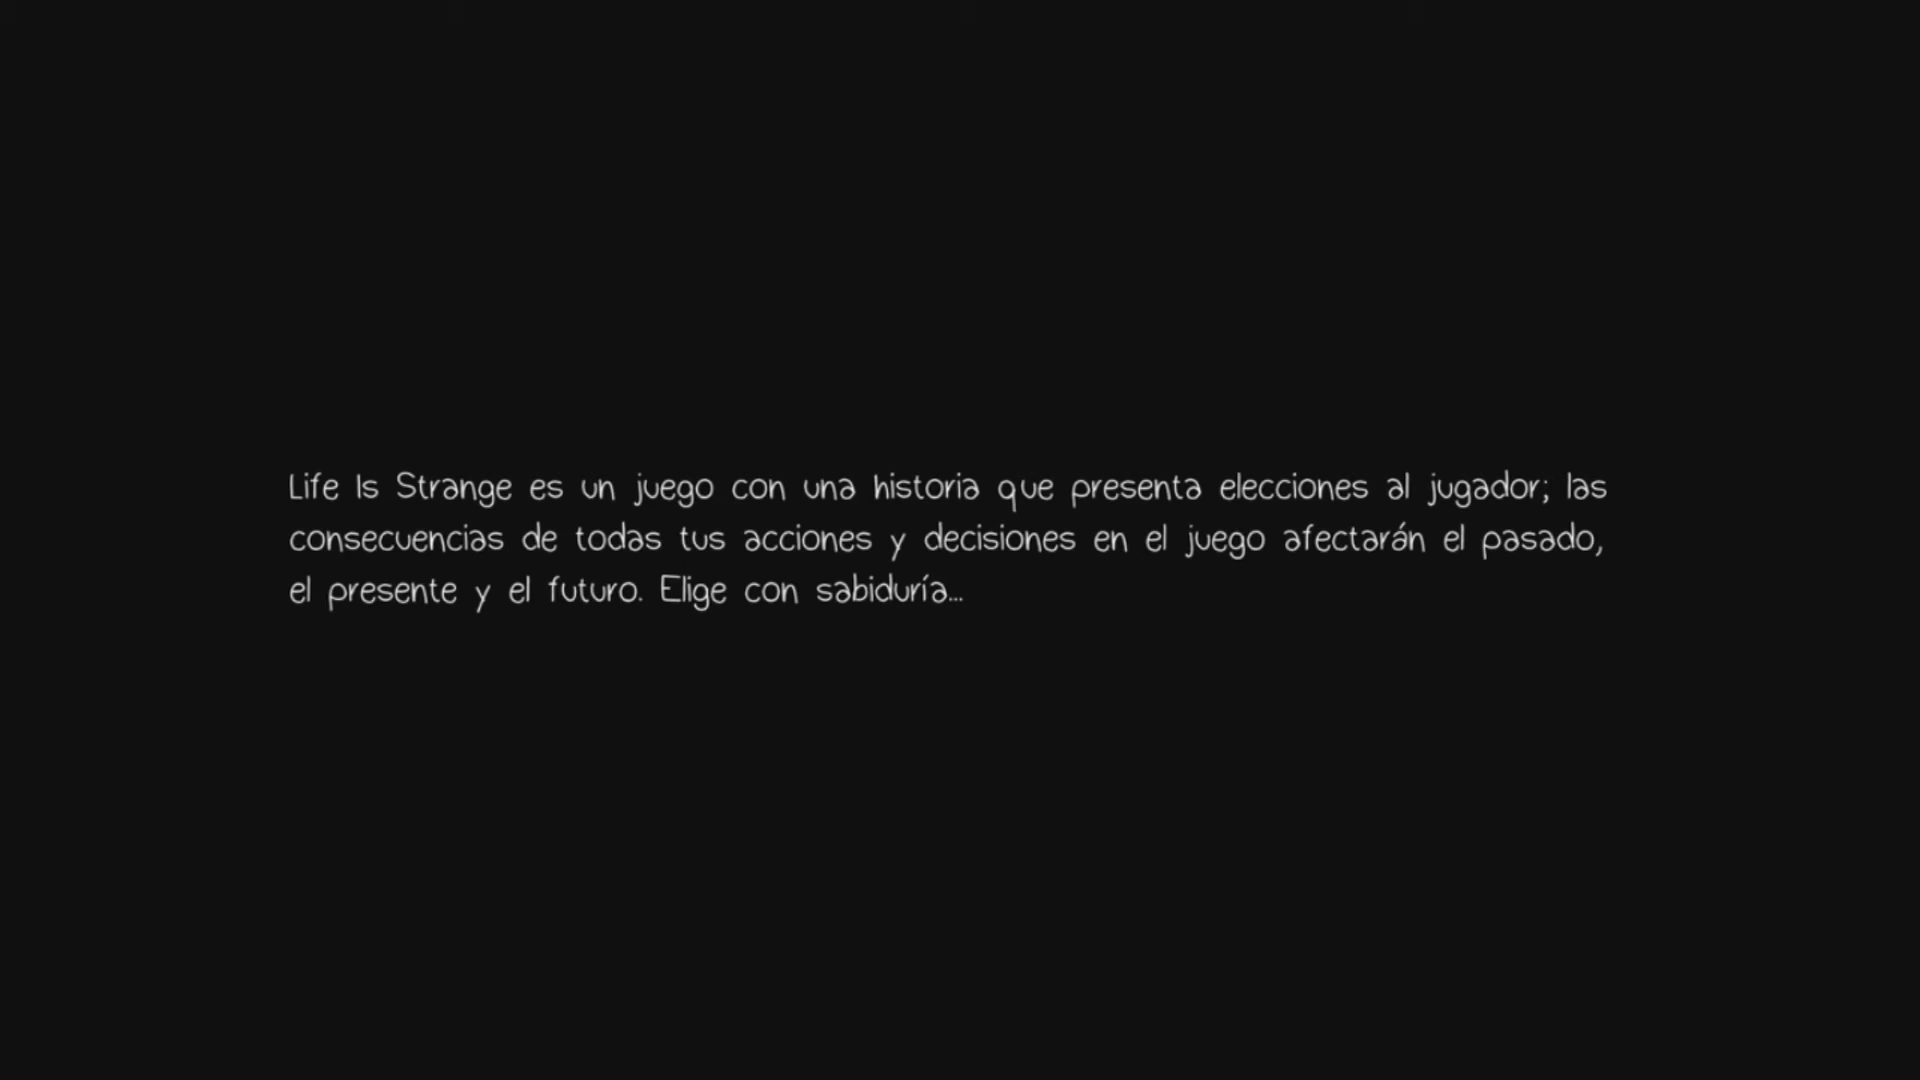 Life Is Strange es un juego con una historia que presenta elecciones al jugador; las
consecuencias de todas tus acciones y decisiones en el juego afectarán el pasado,
el presente y el futuro. Elige con sabiduría...